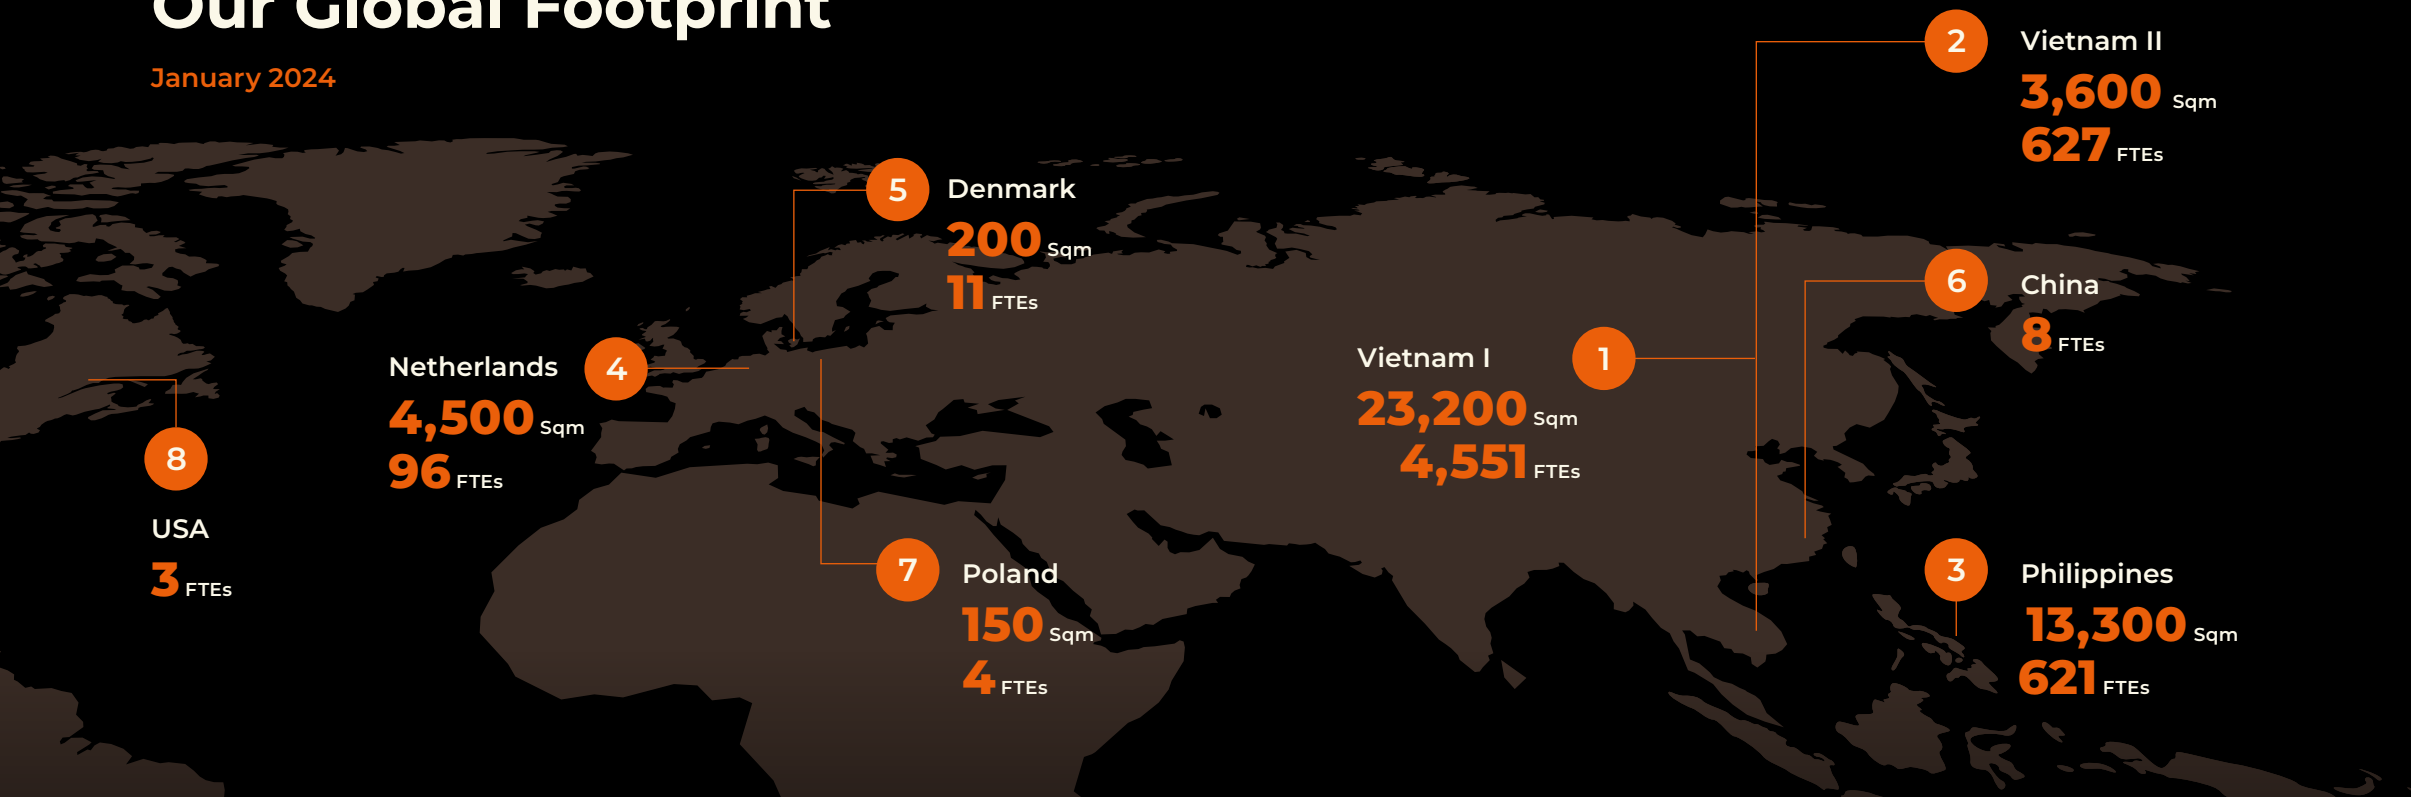 Our Global Footprint
January 2024
1
Vietnam I
23,200 Sqm
4,551 FTEs
2
Vietnam II
3,600 Sqm
627 FTEs
3
Philippines
13,300 Sqm
621 FTEs
4
Netherlands
4,500 Sqm
96 FTEs
5
Denmark
200 Sqm
11 FTEs
6
China
8 FTEs
7
Poland
150 Sqm
4 FTEs
8
USA
3 FTEs